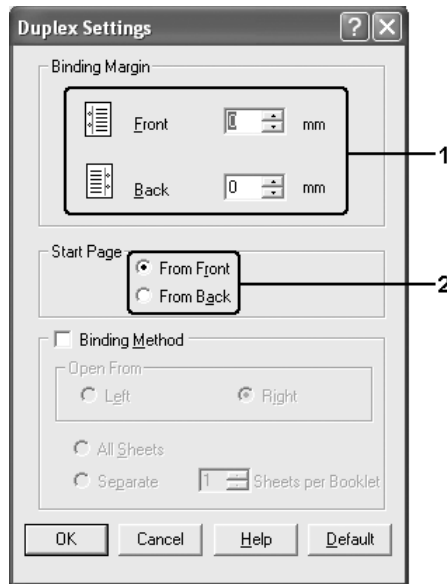 Duplex Settings
Binding Margin
Front 0 mm
1
Back 0 mm
Start Page
From Front
2
From Back
Binding Method
Open From
Left Right
All Sheets
Separate 1 Sheets per Booklet
OK Cancel Help Default